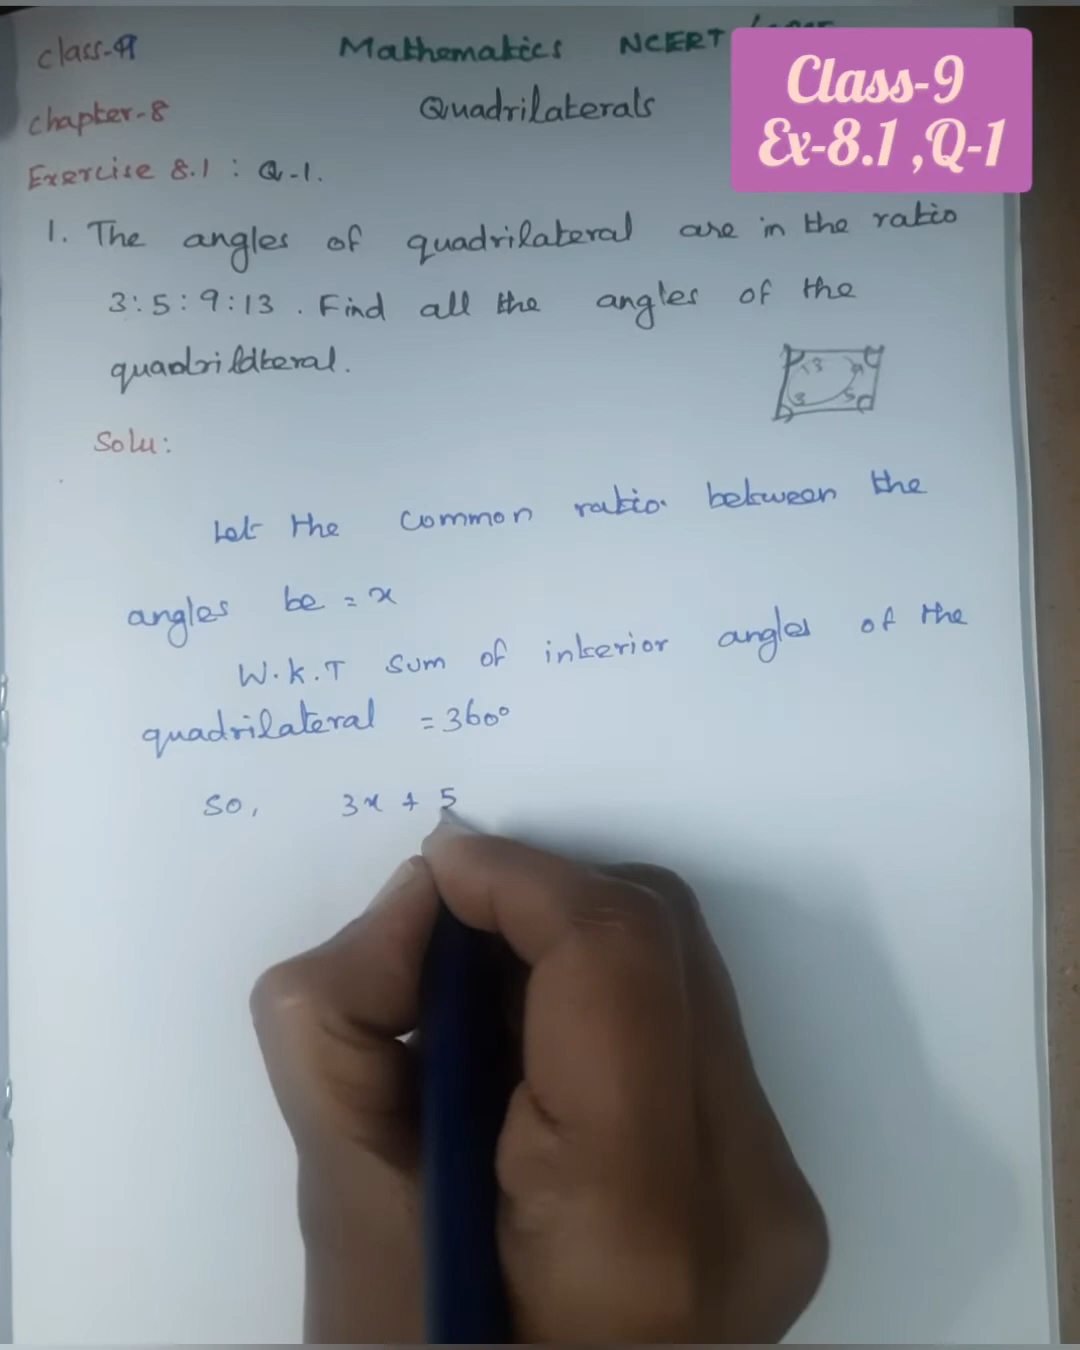 class-9
Mathematics NCERT
Class-9
Ex-8.1 ,Q-1
chapter-8
Quadrilaterals
Exercise 8.1 : Q-1.
1. The angles of quadrilateral are in the ratio
3:5:9:13 . Find all the angles of the
quadrilateral.
Solu:
Let the common ratio between the
angles be = x
W.K.T sum of interior angles of the
quadrilateral = 360°
So, 3x + 5